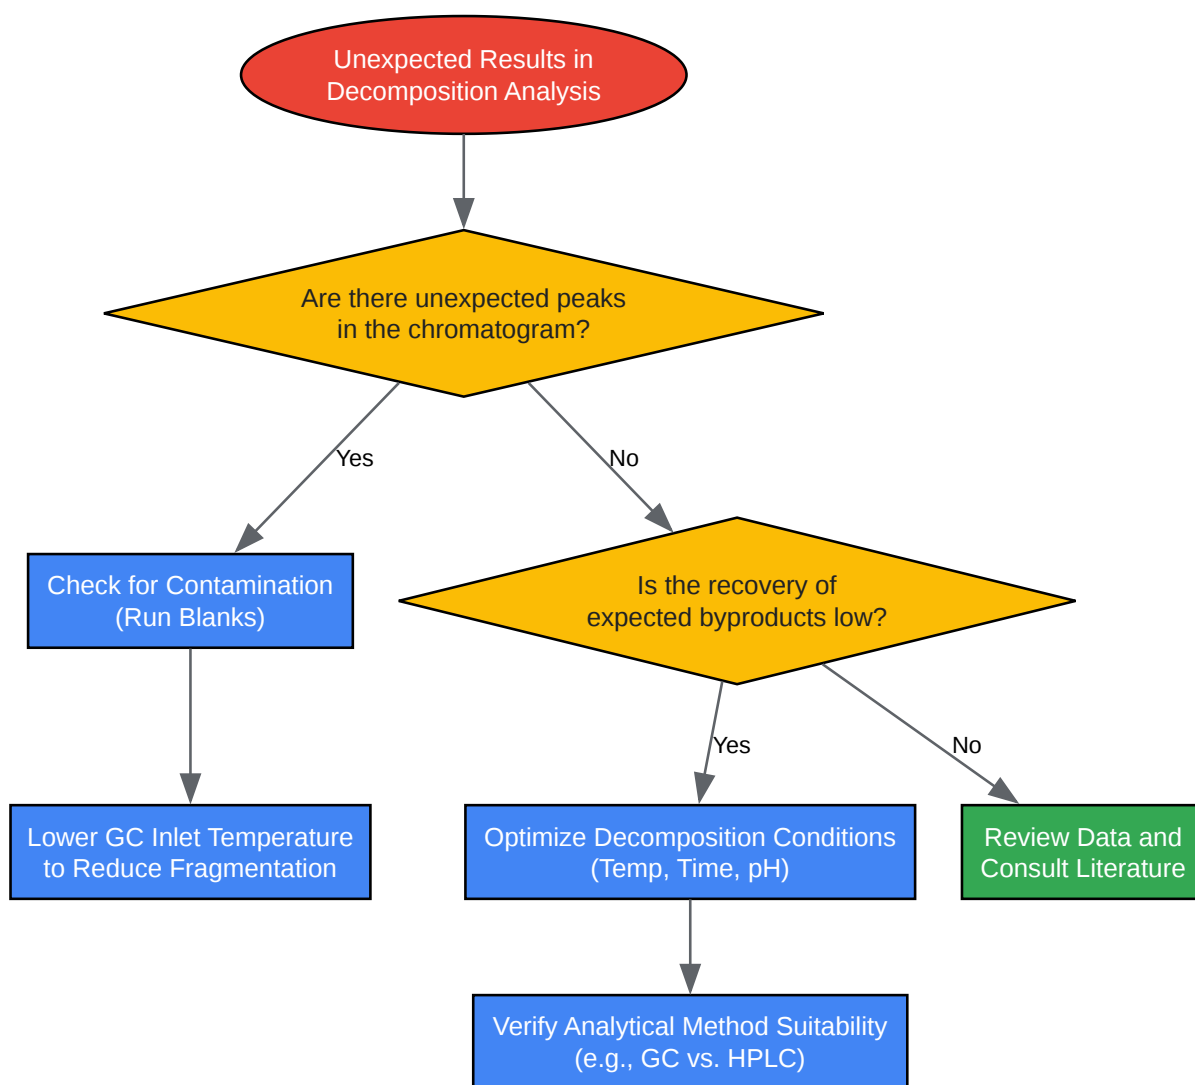 Unexpected Results in
Decomposition Analysis
Are there unexpected peaks
in the chromatogram?
Yes
No
Check for Contamination
(Run Blanks)
Is the recovery of
expected byproducts low?
Yes
No
Lower GC Inlet Temperature
to Reduce Fragmentation
Optimize Decomposition Conditions
(Temp, Time, pH)
Review Data and
Consult Literature
Verify Analytical Method Suitability
(e.g., GC vs. HPLC)